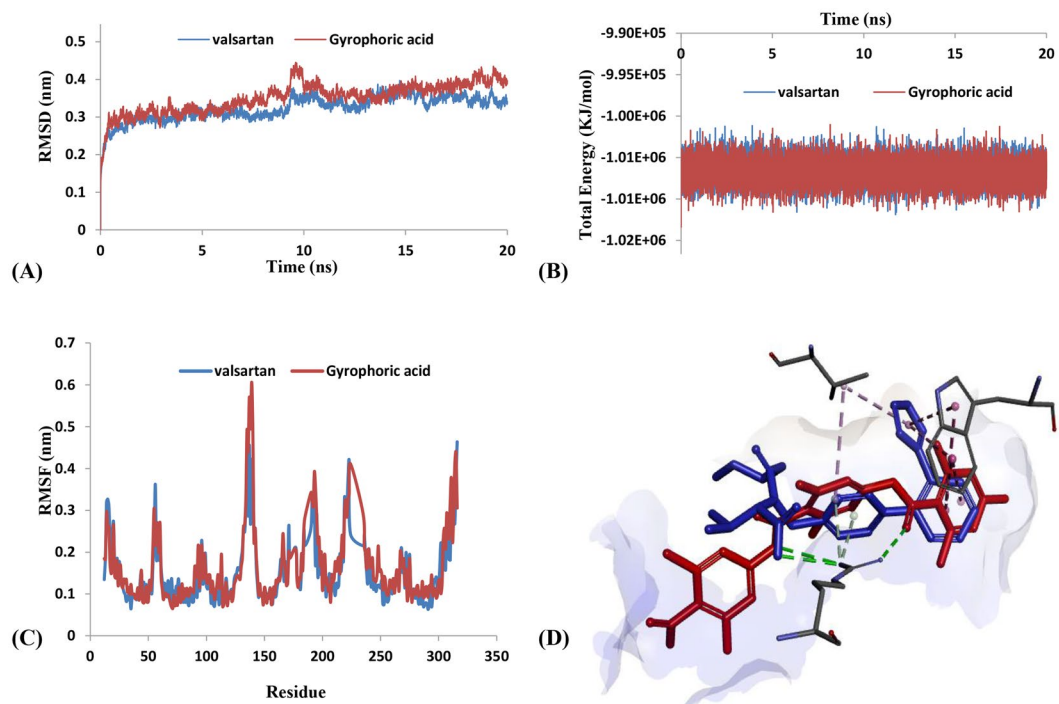 0.5
0.4
0.3
0.2
0.1
0
RMSD (nm)
valsartan
Gyrophoric acid
0
5
10
15
20
Time (ns)
(A)
Time (ns)
0
5
10
15
20
-9.90E+05
-9.95E+05
-1.00E+06
-1.01E+06
-1.01E+06
-1.02E+06
Total Energy (KJ/mol)
valsartan
Gyrophoric acid
(B)
0.7
0.6
0.5
0.4
0.3
0.2
0.1
0
RMSF (nm)
valsartan
Gyrophoric acid
0
50
100
150
200
250
300
350
Residue
(C)
(D)